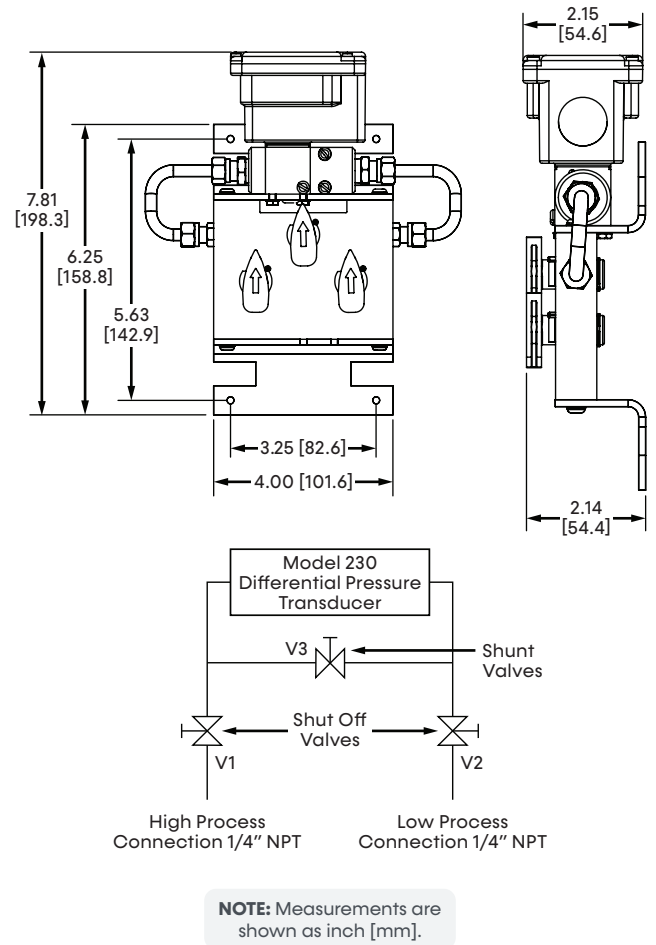 2.15
[54.6]
7.81
[198.3]
6.25
[158.8]
5.63
[142.9]
3.25 [82.6]
4.00 [101.6]
2.14
[54.4]
Model 230
Differential Pressure
Transducer
V3
Shunt
Valves
Shut Off
Valves
V1
V2
High Process
Connection 1/4” NPT
Low Process
Connection 1/4” NPT
NOTE: Measurements are
shown as inch [mm].